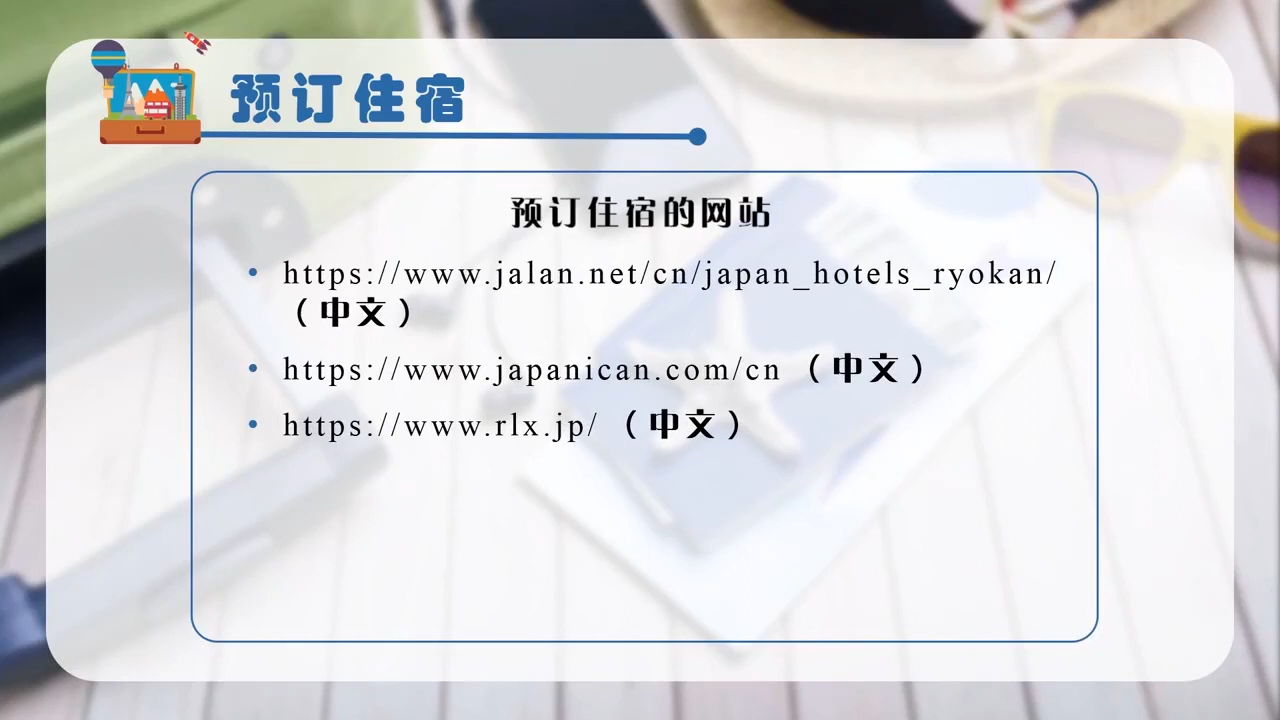 预订住宿
预订住宿的网站
• https://www.jalan.net/cn/japan_hotels_ryokan/
（中文）
• https://www.japanican.com/cn （中文）
• https://www.rlx.jp/ （中文）